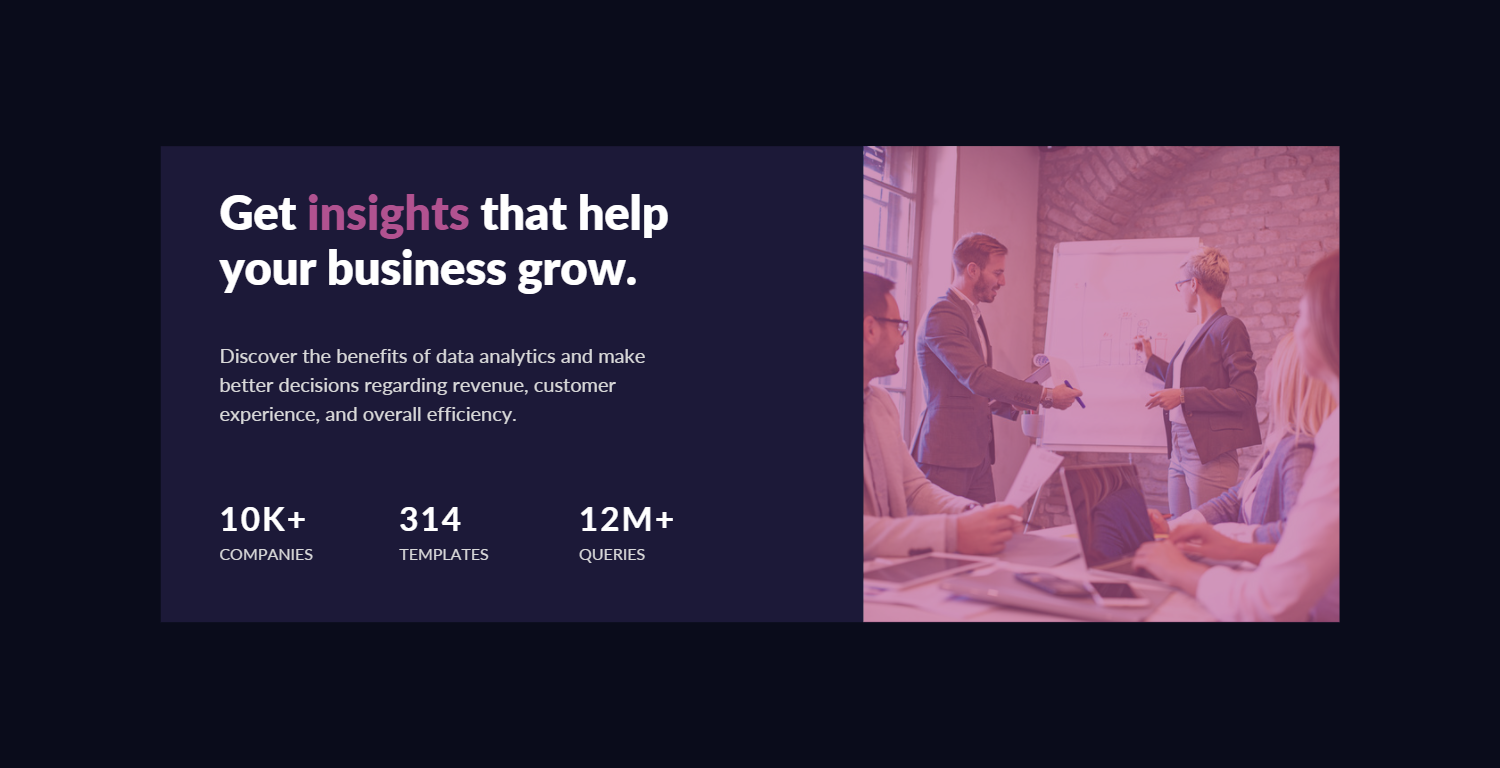 Get insights that help
your business grow.
Discover the benefits of data analytics and make
better decisions regarding revenue, customer
experience, and overall efficiency.
10K+
COMPANIES
314
TEMPLATES
12M+
QUERIES